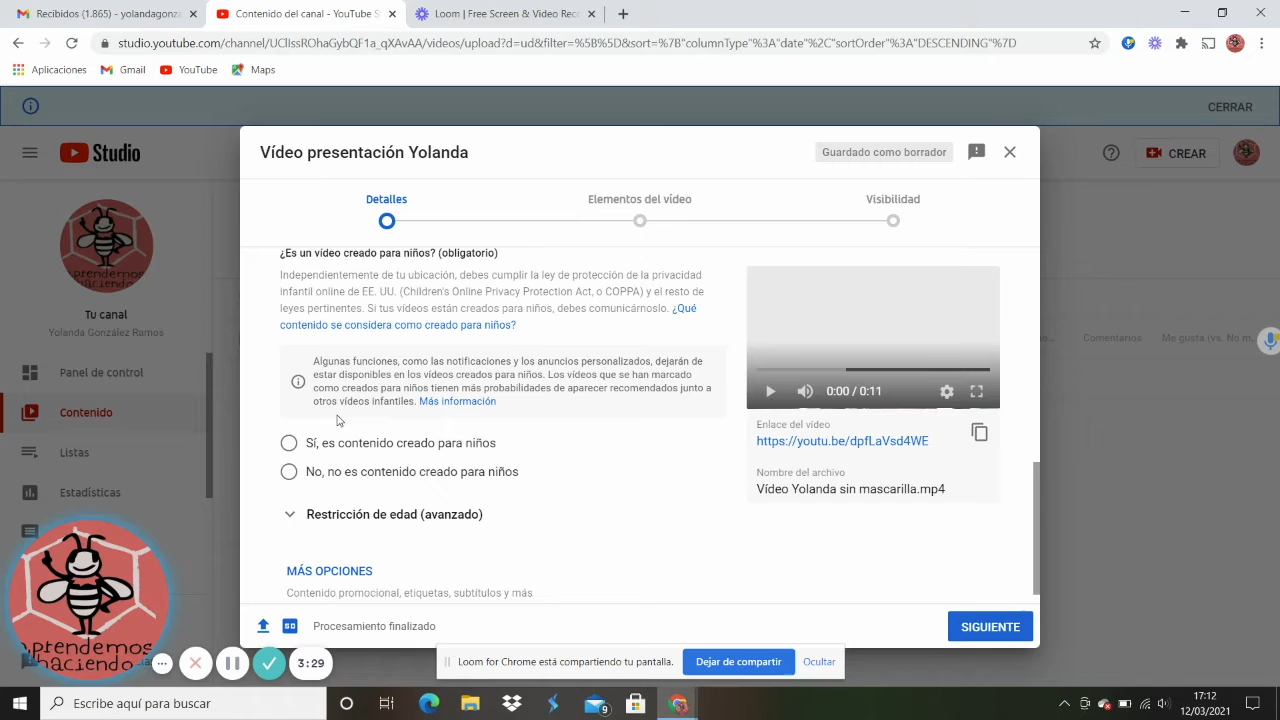 Recibidos (1.865) - yolandagonza
Contenido del canal - Presentación S
Loom | Free Screen & Video Reco
studio.youtube.com/channel/UClIssROhaGybQF1a_qXAvAA/videos/upload?d=ud&filter=%5B%5D&sort=%7B"columnType"%3A"date"%2C"sortOrder"%3A"DESCENDING"%7D
Aplicaciones
Gmail
YouTube
Maps
CERRAR
Studio
CREAR
Vídeo presentación Yolanda
Guardado como borrador
Detalles
Elementos del vídeo
Visibilidad
¿Es un vídeo creado para niños? (obligatorio)
Independientemente de tu ubicación, debes cumplir la ley de protección de la privacidad
infantil online de EE. UU. (Children's Online Privacy Protection Act, o COPPA) y el resto de
leyes pertinentes. Si tus vídeos están creados para niños, debes comunicárnoslo. ¿Qué
contenido se considera como creado para niños?
Algunas funciones, como las notificaciones y los anuncios personalizados, dejarán de
estar disponibles en los vídeos creados para niños. Los vídeos que se han marcado
como creados para niños tienen más probabilidades de aparecer recomendados junto a
otros vídeos infantiles. Más información
Sí, es contenido creado para niños
No, no es contenido creado para niños
Restricción de edad (avanzado)
MÁS OPCIONES
Contenido promocional, etiquetas, subtítulos y más
0:00 / 0:11
Enlace del vídeo
https://youtu.be/dpfLaVsd4WE
Nombre del archivo
Vídeo Yolanda sin mascarilla.mp4
SD
Procesamiento finalizado
SIGUIENTE
prendemos
Tu canal
Yolanda González Ramos
Panel de control
Contenido
Listas
Estadísticas
Comentarios
Me gusta (vs. No m...
prendemos
haciendo
3:29
Loom for Chrome está compartiendo tu pantalla.
Dejar de compartir
Ocultar
Escribe aquí para buscar
9
17:12
12/03/2021